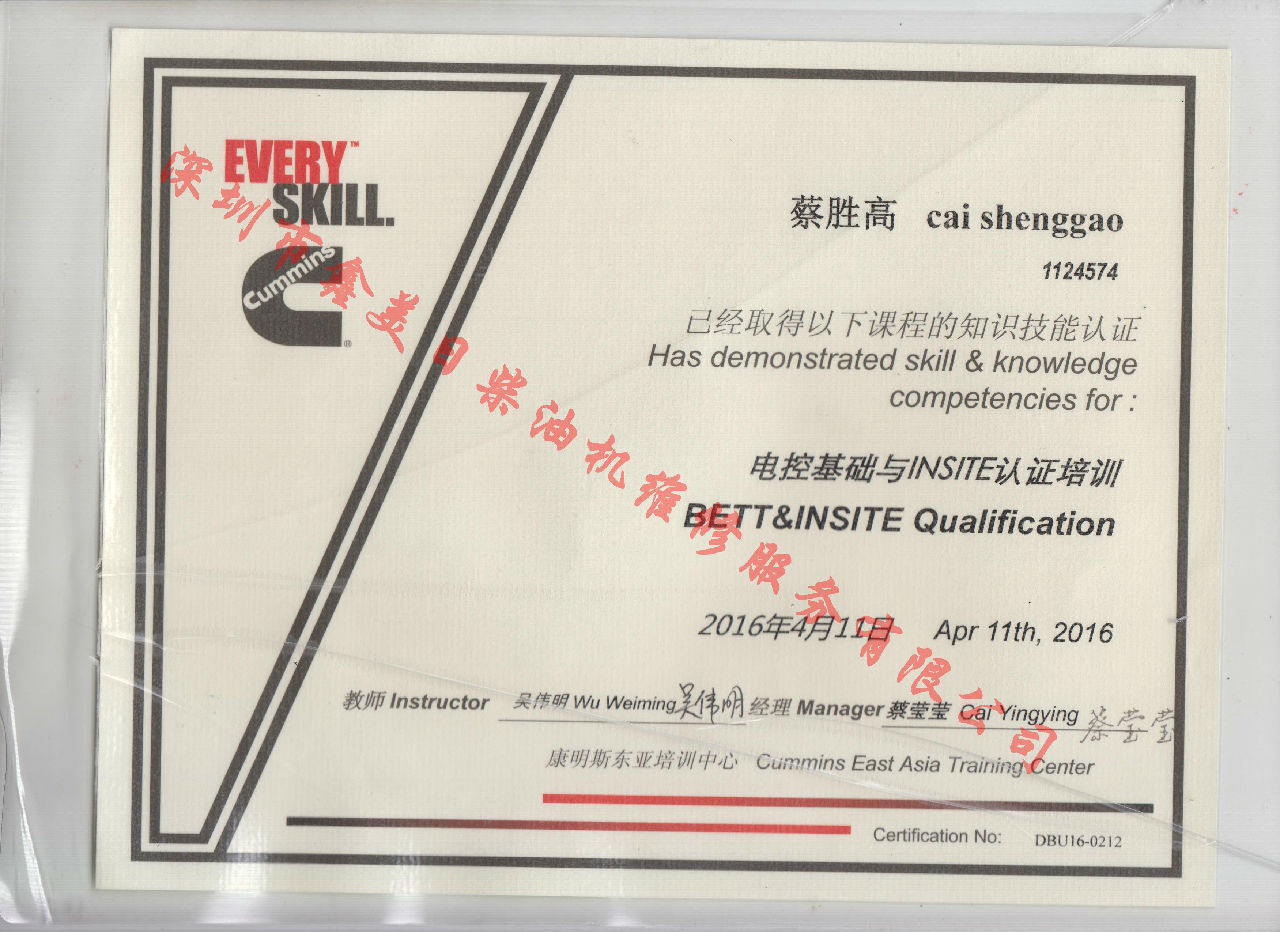 EVERY™
SKILL.
Cummins®
深圳市鑫美日柴油机维修服务有限公司
蔡胜高 cai shenggao
1124574
已经取得以下课程的知识技能认证
Has demonstrated skill & knowledge
competencies for :
电控基础与INSITE认证培训
BETT&INSITE Qualification
2016年4月11日 Apr 11th, 2016
教师 Instructor 吴伟明 Wu Weiming 吴伟明 经理 Manager 蔡莹莹 Cai Yingying 蔡莹莹
康明斯东亚培训中心 Cummins East Asia Training Center
Certification No: DBU16-0212